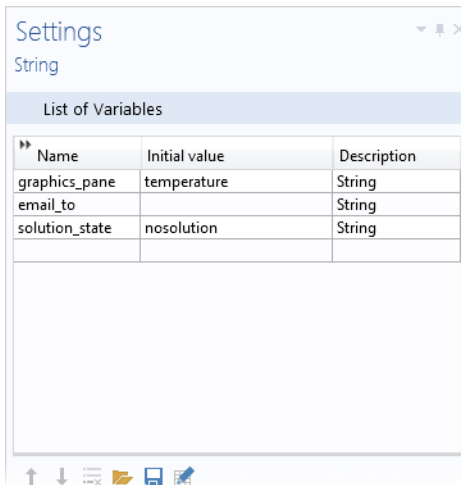 Settings
String
List of Variables
Name Initial value Description
graphics_pane temperature String
email_to String
solution_state nosolution String